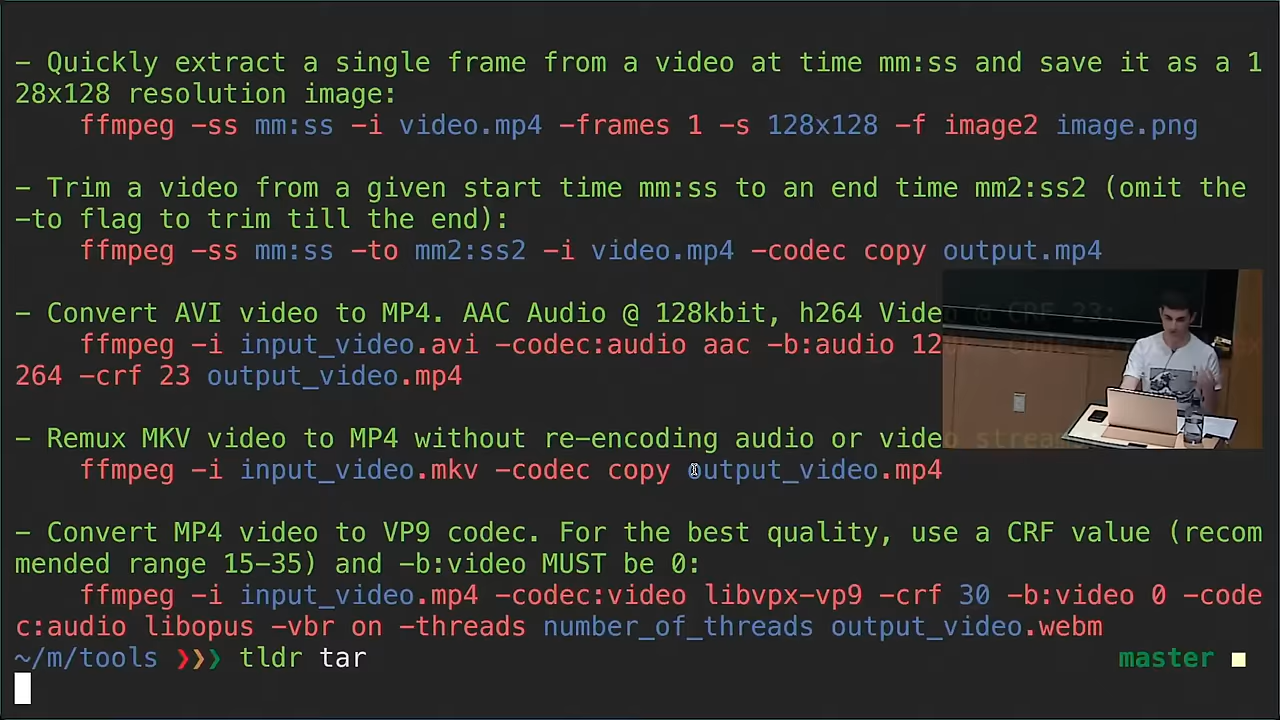 - Quickly extract a single frame from a video at time mm:ss and save it as a 1
28x128 resolution image:
ffmpeg -ss mm:ss -i video.mp4 -frames 1 -s 128x128 -f image2 image.png
- Trim a video from a given start time mm:ss to an end time mm2:ss2 (omit the
-to flag to trim till the end):
ffmpeg -ss mm:ss -to mm2:ss2 -i video.mp4 -codec copy output.mp4
- Convert AVI video to MP4. AAC Audio @ 128kbit, h264 Video @ CRF 23:
ffmpeg -i input_video.avi -codec:audio aac -b:audio 12
264 -crf 23 output_video.mp4
- Remux MKV video to MP4 without re-encoding audio or video
ffmpeg -i input_video.mkv -codec copy output_video.mp4
- Convert MP4 video to VP9 codec. For the best quality, use a CRF value (recom
mended range 15-35) and -b:video MUST be 0:
ffmpeg -i input_video.mp4 -codec:video libvpx-vp9 -crf 30 -b:video 0 -code
c:audio libopus -vbr on -threads number_of_threads output_video.webm
~/m/tools ❯❯❯ tldr tar master